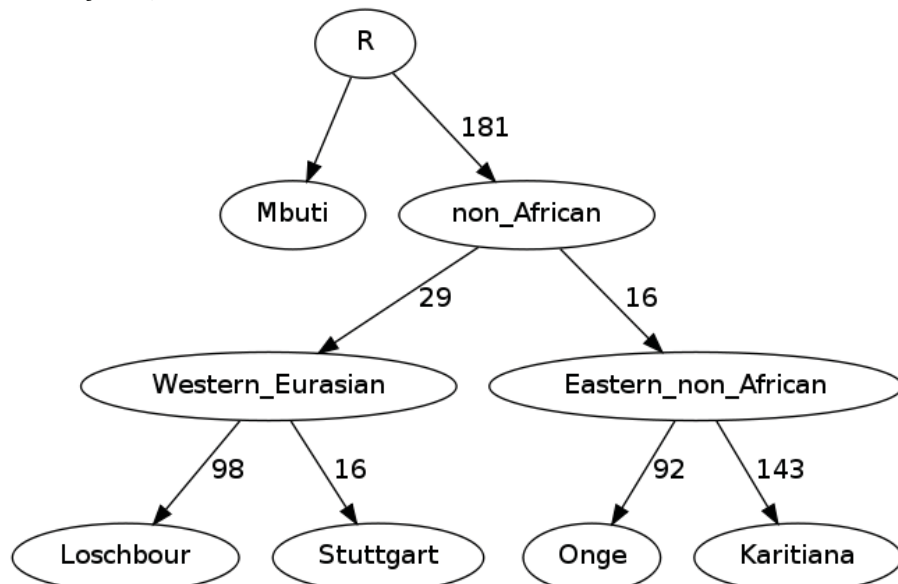 R
181
Mbuti
non_African
29
16
Western_Eurasian
Eastern_non_African
98
16
92
143
Loschbour
Stuttgart
Onge
Karitiana